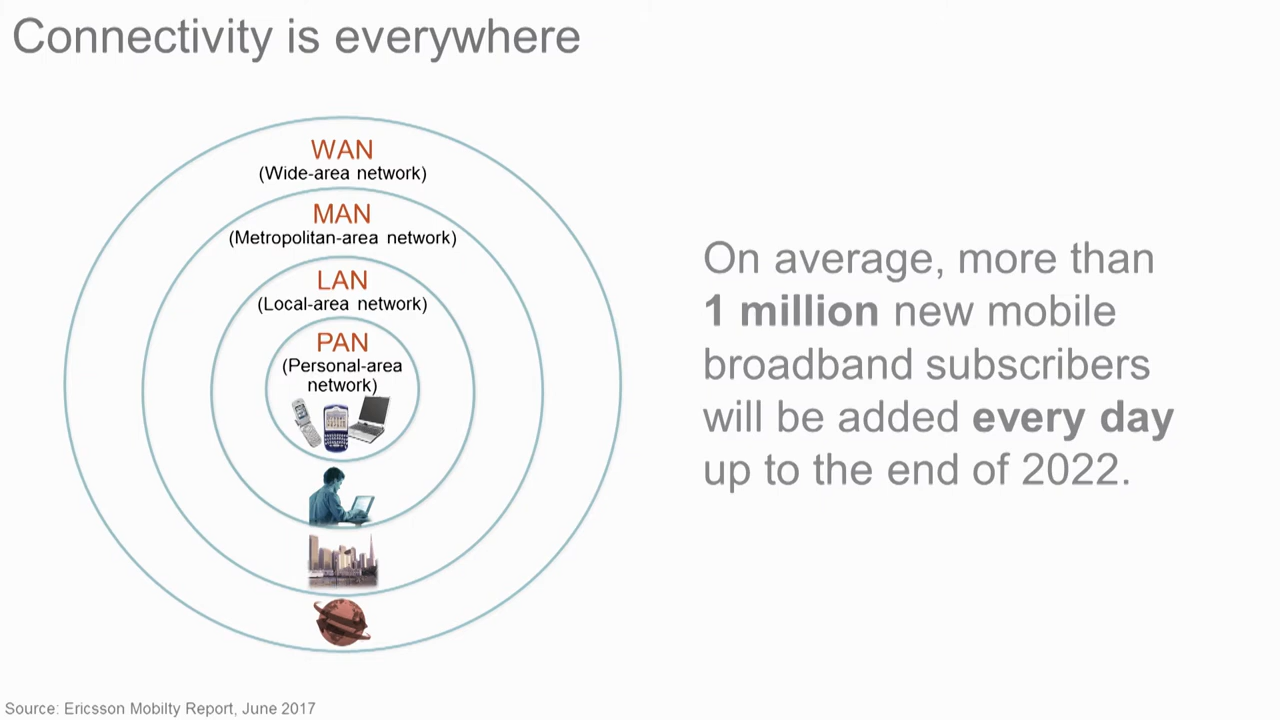 Connectivity is everywhere
WAN
(Wide-area network)
MAN
(Metropolitan-area network)
LAN
(Local-area network)
PAN
(Personal-area
network)
On average, more than
1 million new mobile
broadband subscribers
will be added every day
up to the end of 2022.
Source: Ericsson Mobilty Report, June 2017